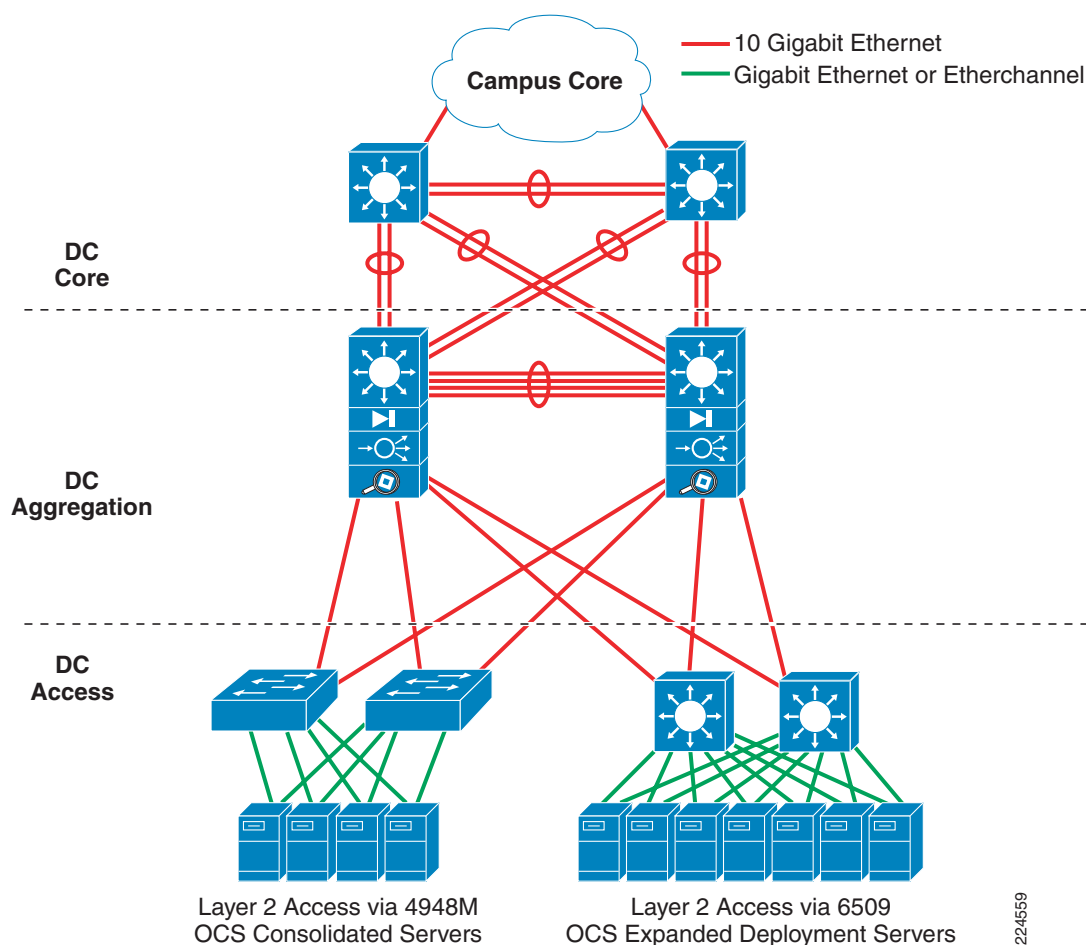 10 Gigabit Ethernet
Gigabit Ethernet or Etherchannel
Campus Core
DC
Core
DC
Aggregation
DC
Access
Layer 2 Access via 4948M
OCS Consolidated Servers
Layer 2 Access via 6509
OCS Expanded Deployment Servers
224559